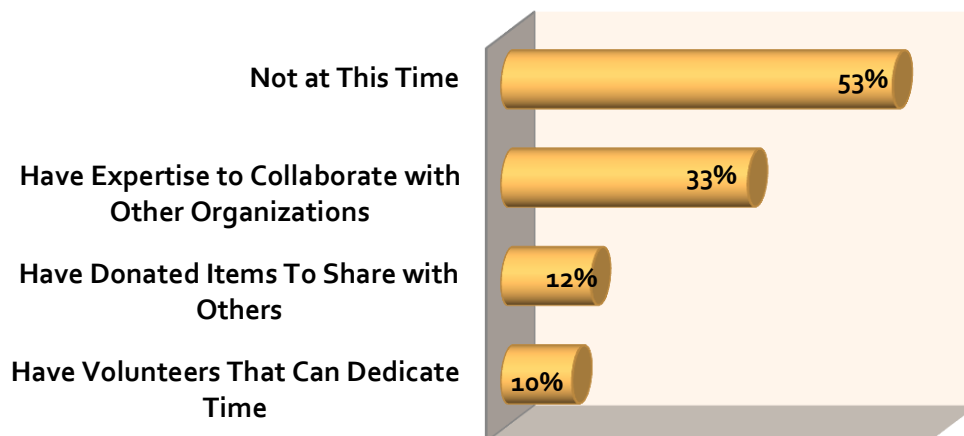 Not at This Time
53%
Have Expertise to Collaborate with
Other Organizations
33%
Have Donated Items To Share with
Others
12%
Have Volunteers That Can Dedicate
Time
10%